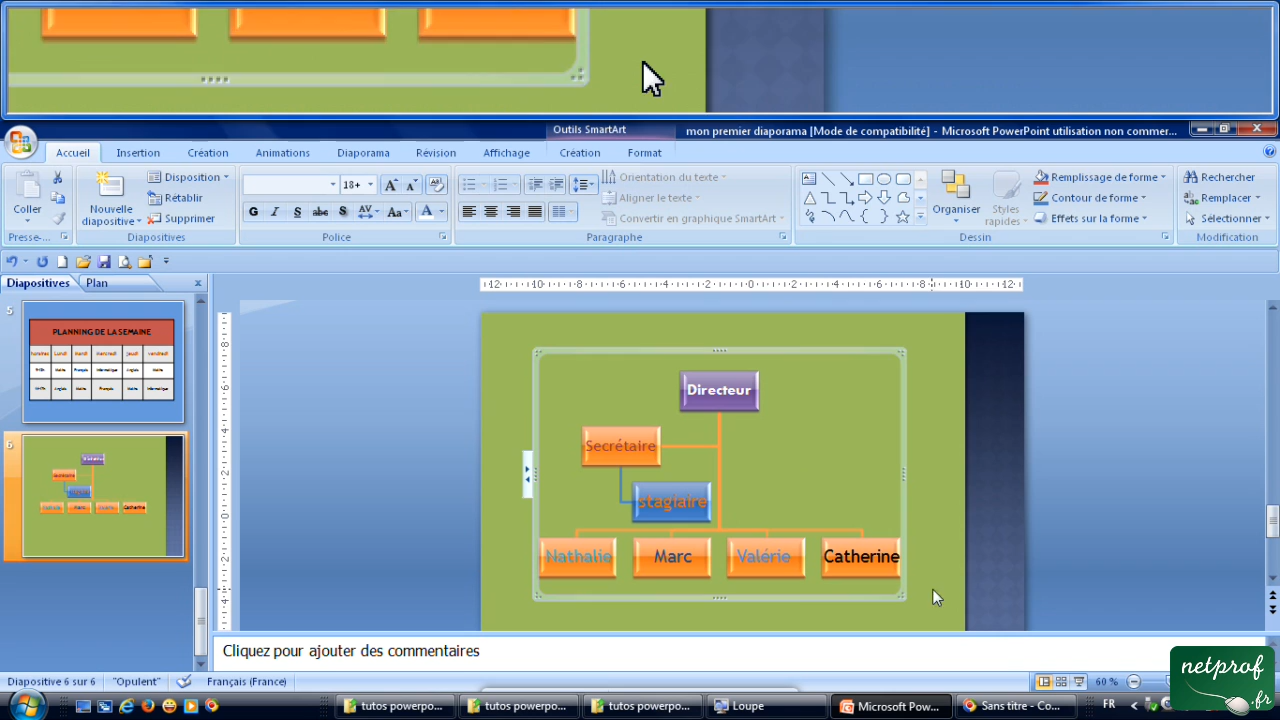 Outils SmartArt
mon premier diaporama [Mode de compatibilité] - Microsoft PowerPoint utilisation non commer...
Accueil Insertion Création Animations Diaporama Révision Affichage Création Format
Coller
Nouvelle diapositive
Disposition
Rétablir
Supprimer
18+
G I S abc S AV Aa A
Orientation du texte
Aligner le texte
Convertir en graphique SmartArt
Organiser
Styles rapides
Remplissage de forme
Contour de forme
Effets sur la forme
Rechercher
Remplacer
Sélectionner
Presse-... Diapositives Police Paragraphe Dessin Modification
Diapositives Plan
5
PLANNING DE LA SEMAINE
6
Directeur
Secrétaire
stagiaire
Nathalie Marc Valérie Catherine
Cliquez pour ajouter des commentaires
Diapositive 6 sur 6 "Opulent" Français (France) 60 %
tutos powerpo... tutos powerpo... tutos powerpo... Loupe Microsoft Pow... Sans titre - Co... FR
netprof
.fr